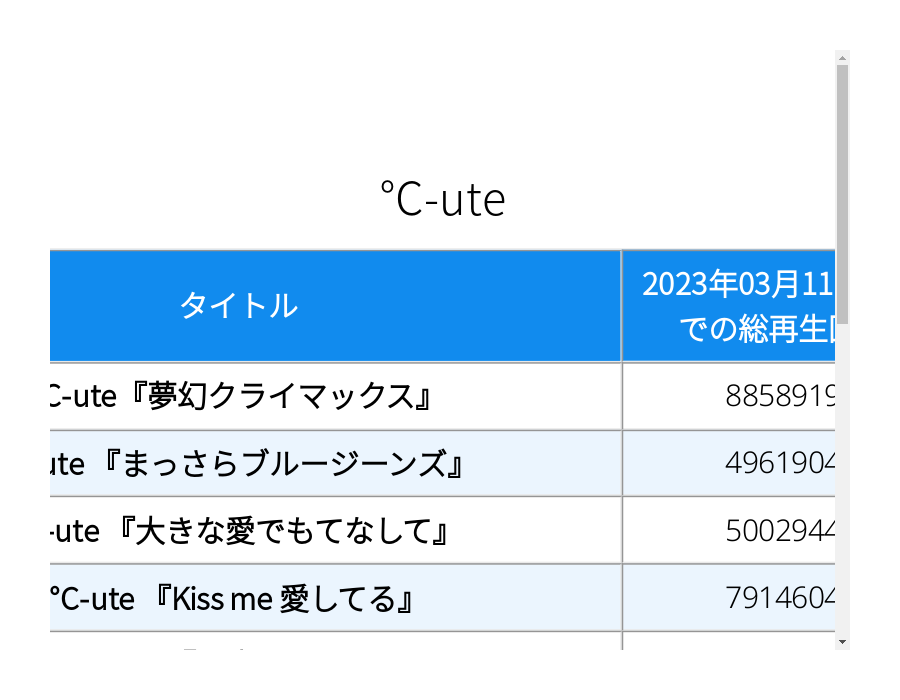 °C-ute
タイトル
2023年03月11
での総再生
C-ute『夢幻クライマックス』
8858919
ute 『まっさらブルージーンズ』
4961904
-ute 『大きな愛でもてなして』
5002944
°C-ute 『Kiss me 愛してる』
7914604